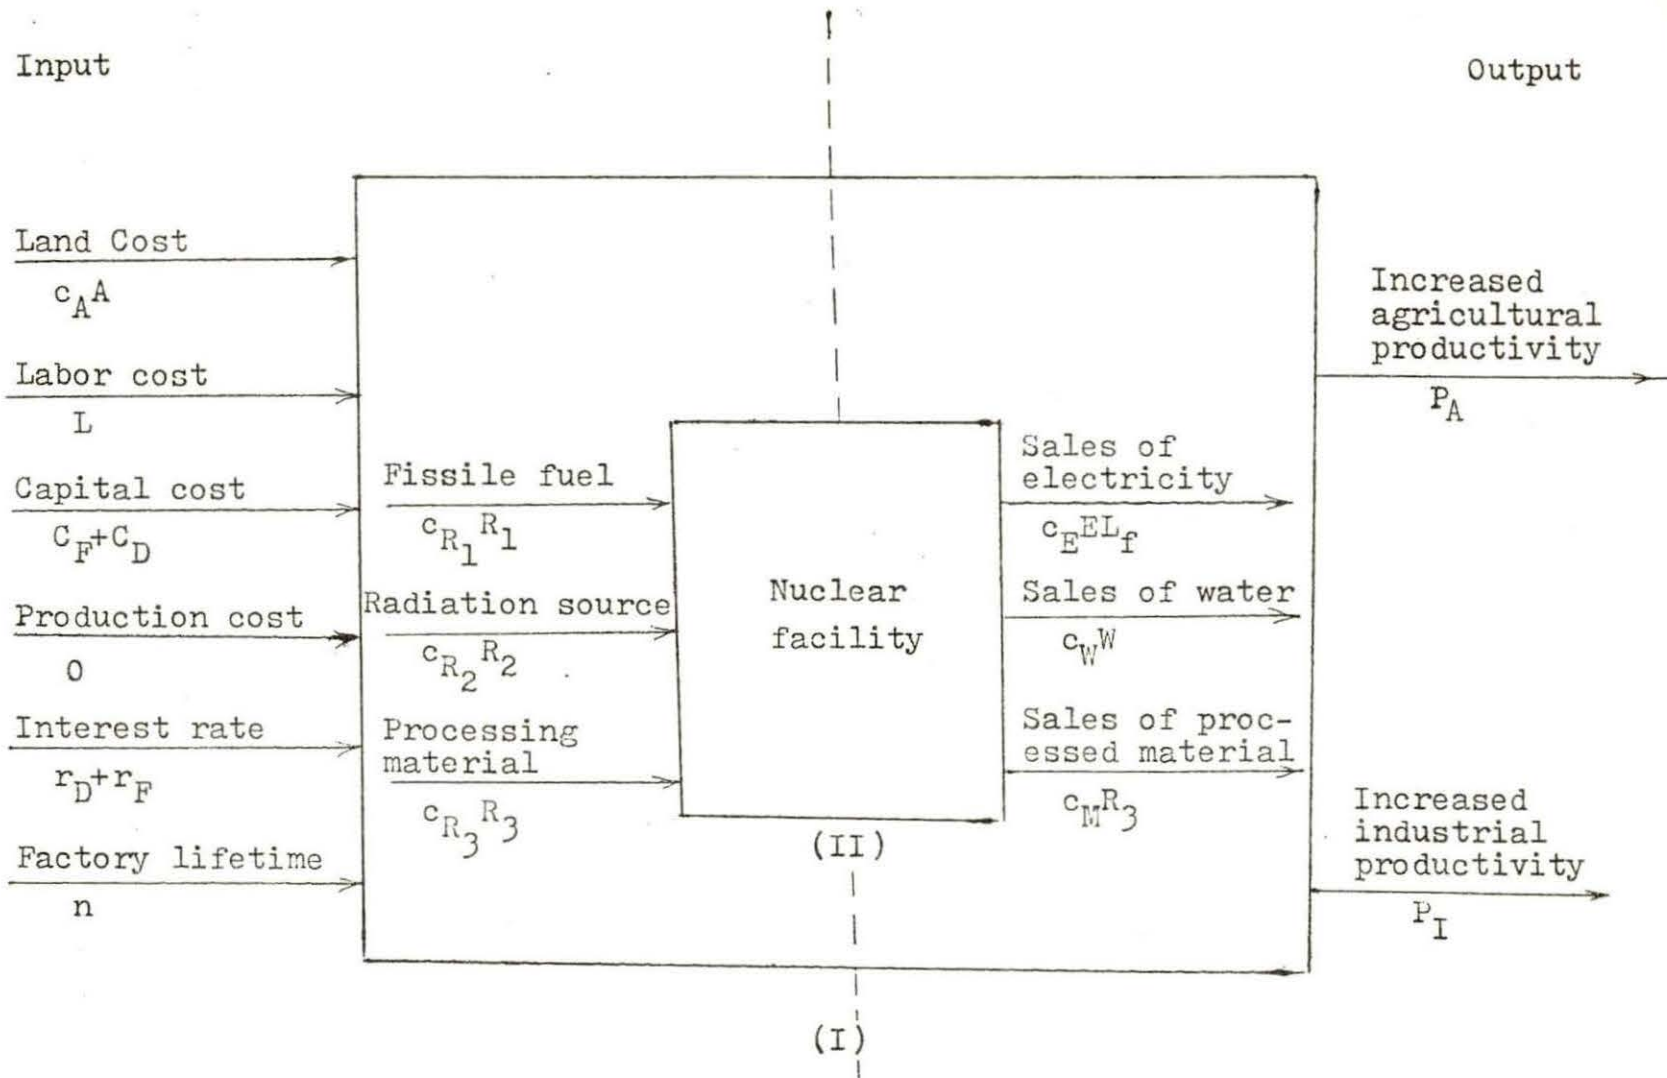 Input
Output
Land Cost
c_A A
Labor cost
L
Capital cost
C_F+C_D
Production cost
O
Interest rate
r_D+r_F
Factory lifetime
n
Fissile fuel
c_{R_1} R_1
Radiation source
c_{R_2} R_2
Processing
material
c_{R_3} R_3
Nuclear
facility
(II)
Sales of
electricity
c_E E L_f
Sales of water
c_W W
Sales of proc-
essed material
c_M R_3
Increased
agricultural
productivity
P_A
Increased
industrial
productivity
P_I
(I)